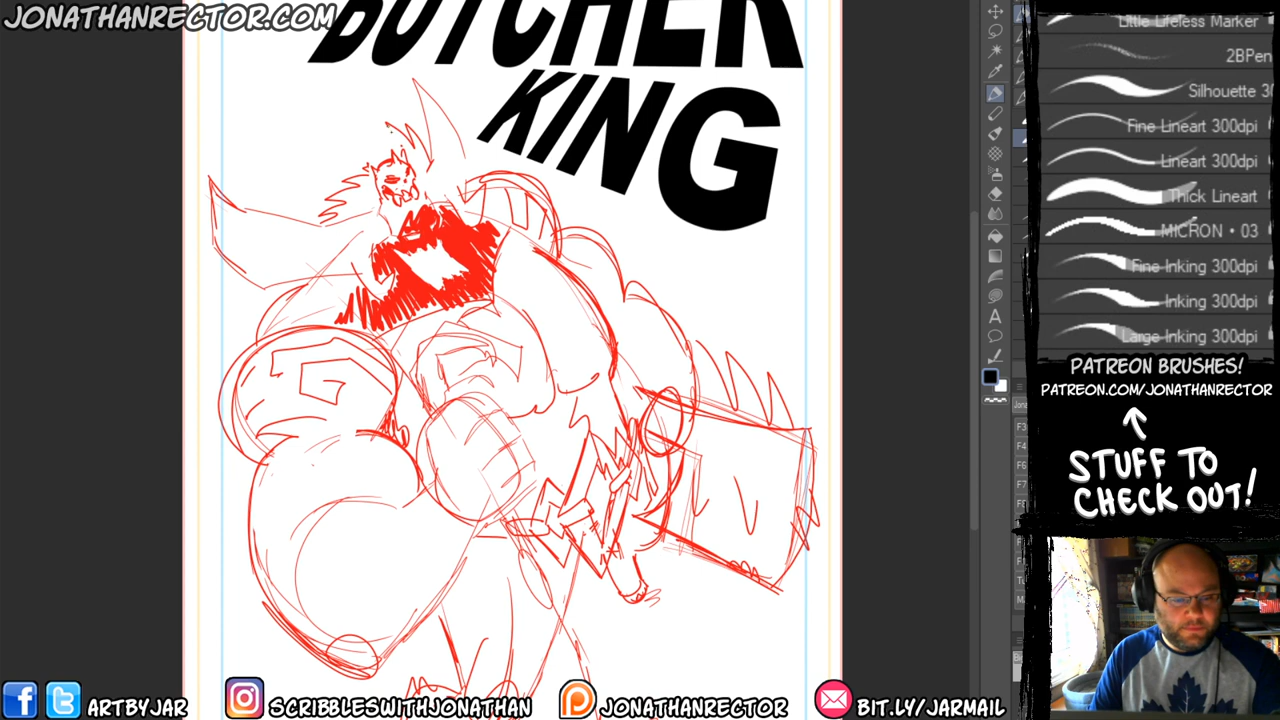 JONATHANRECTOR.COM
BUTCHER
KING
Little Lifeless Marker
2BPen
Silhouette 30
Fine Lineart 300dpi
Lineart 300dpi
Thick Lineart
MICRON • 03
Fine Inking 300dpi
Inking 300dpi
Large Inking 300dpi
PATREON BRUSHES!
PATREON.COM/JONATHANRECTOR
STUFF TO
CHECK OUT!
ARTBYJAR
SCRIBBLESWITHJONATHAN
JONATHANRECTOR
BIT.LY/JARMAIL